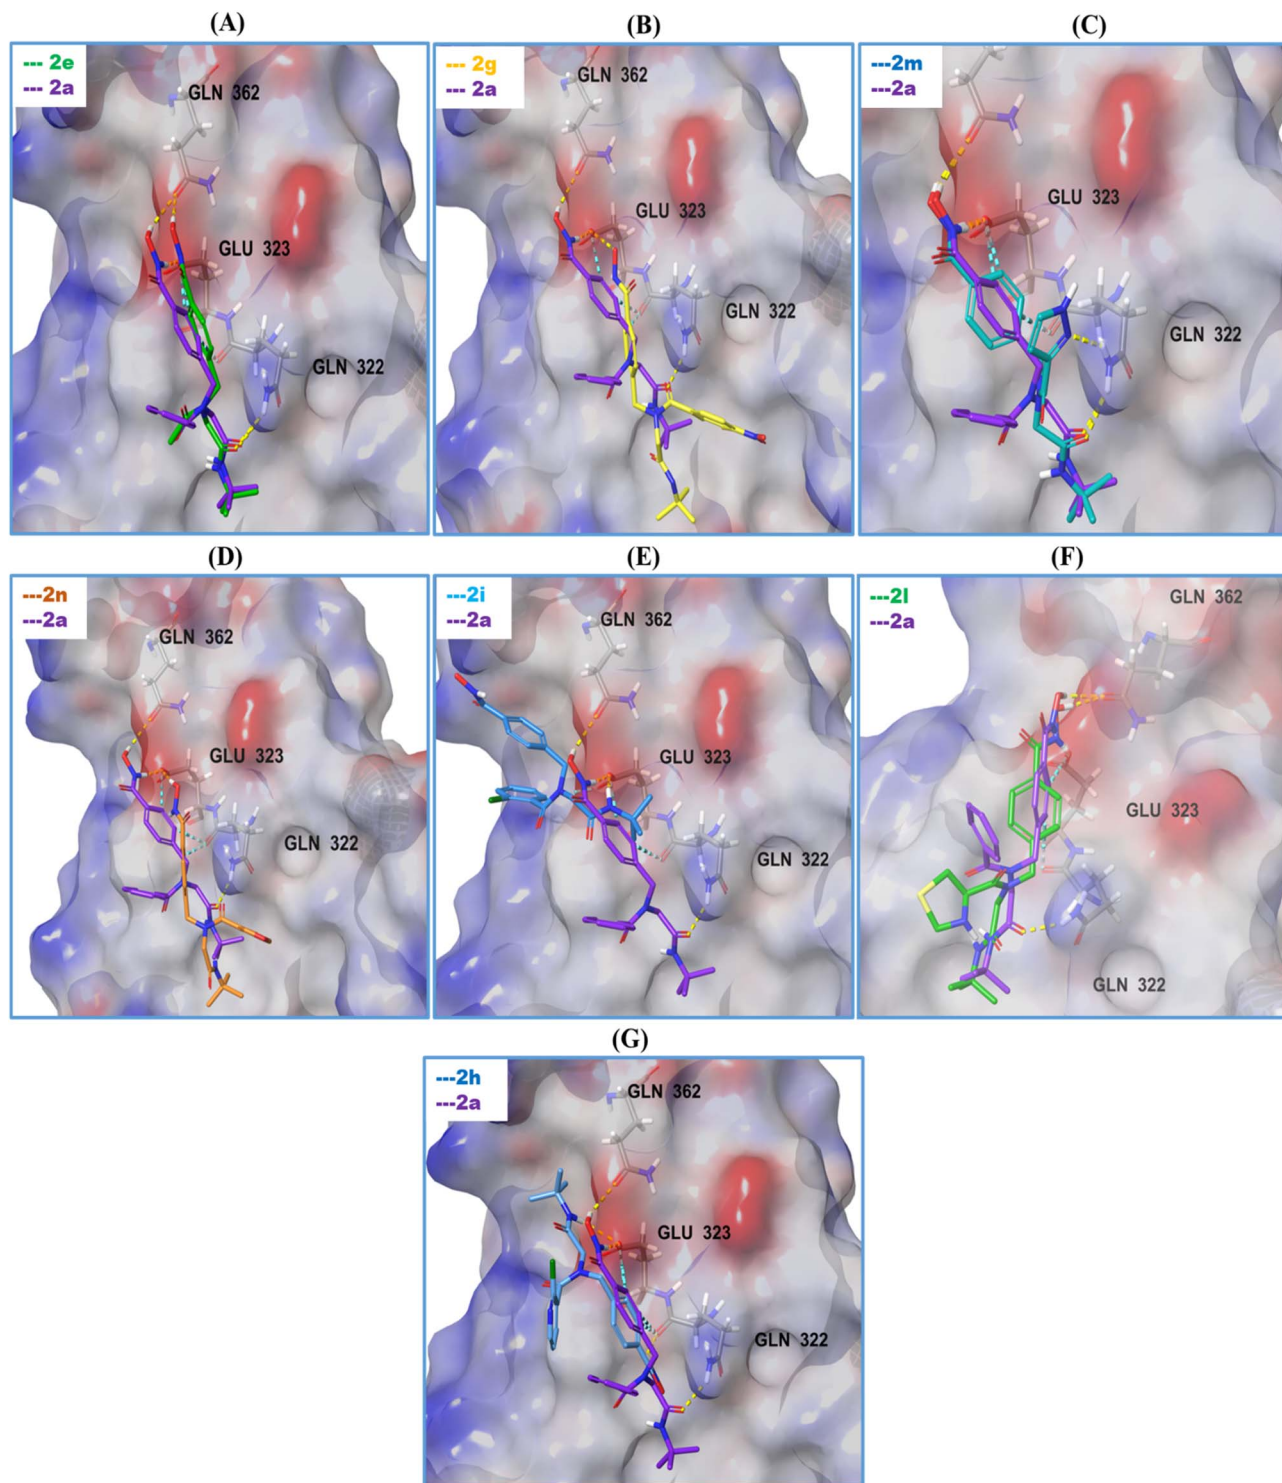 (A)
--- 2e
--- 2a
GLN 362
GLU 323
GLN 322
(B)
--- 2g
--- 2a
GLN 362
GLU 323
GLN 322
(C)
---2m
---2a
GLU 323
GLN 322
(D)
---2n
---2a
GLN 362
GLU 323
GLN 322
(E)
---2i
---2a
GLN 362
GLU 323
GLN 322
(F)
---2l
---2a
GLN 362
GLU 323
GLN 322
(G)
---2h
---2a
GLN 362
GLU 323
GLN 322